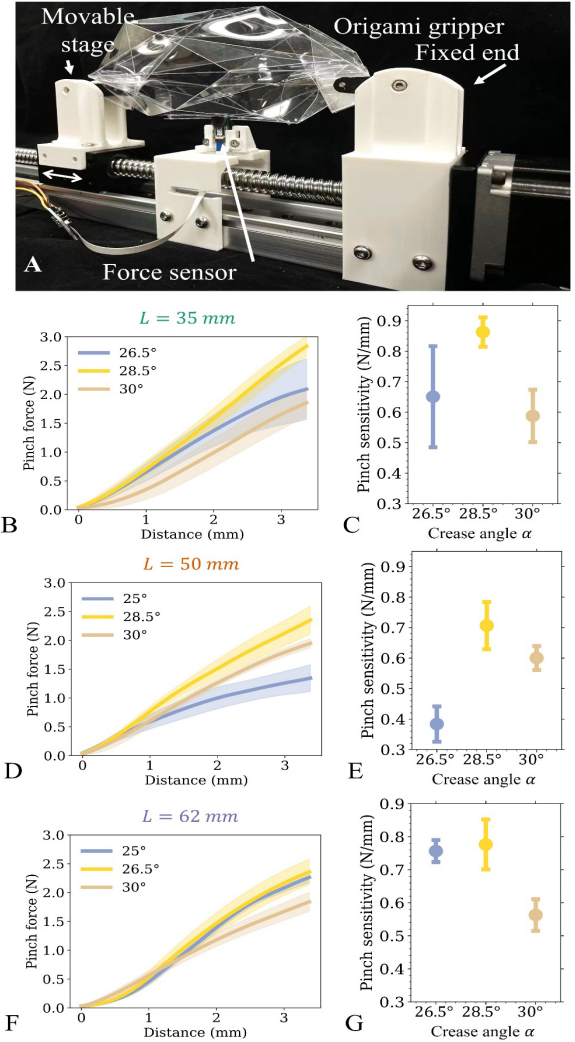 Movable
stage
Origami gripper
Fixed end
A
Force sensor
L = 35 mm
3.0
2.5
2.0
1.5
1.0
0.5
0.0
Pinch force (N)
26.5°
28.5°
30°
0 1 2 3
Distance (mm)
B
0.9
0.8
0.7
0.6
0.5
0.4
0.3
Pinch sensitivity (N/mm)
26.5° 28.5° 30°
Crease angle α
C
L = 50 mm
3.0
2.5
2.0
1.5
1.0
0.5
0.0
Pinch force (N)
25°
28.5°
30°
0 1 2 3
Distance (mm)
D
0.9
0.8
0.7
0.6
0.5
0.4
0.3
Pinch sensitivity (N/mm)
26.5° 28.5° 30°
Crease angle α
E
L = 62 mm
3.0
2.5
2.0
1.5
1.0
0.5
0.0
Pinch force (N)
25°
26.5°
30°
0 1 2 3
Distance (mm)
F
0.9
0.8
0.7
0.6
0.5
0.4
0.3
Pinch sensitivity (N/mm)
26.5° 28.5° 30°
Crease angle α
G